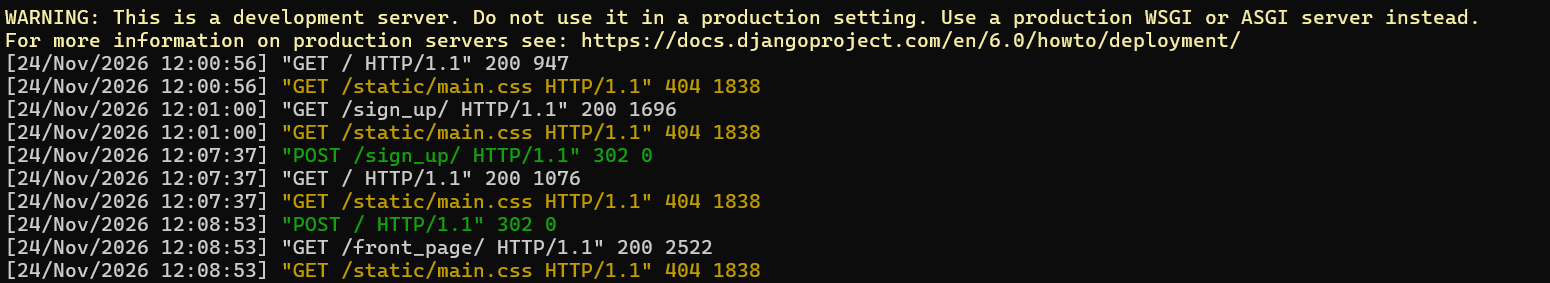 WARNING: This is a development server. Do not use it in a production setting. Use a production WSGI or ASGI server instead.
For more information on production servers see: https://docs.djangoproject.com/en/6.0/howto/deployment/
[24/Nov/2026 12:00:56] "GET / HTTP/1.1" 200 947
[24/Nov/2026 12:00:56] "GET /static/main.css HTTP/1.1" 404 1838
[24/Nov/2026 12:01:00] "GET /sign_up/ HTTP/1.1" 200 1696
[24/Nov/2026 12:01:00] "GET /static/main.css HTTP/1.1" 404 1838
[24/Nov/2026 12:07:37] "POST /sign_up/ HTTP/1.1" 302 0
[24/Nov/2026 12:07:37] "GET / HTTP/1.1" 200 1076
[24/Nov/2026 12:07:37] "GET /static/main.css HTTP/1.1" 404 1838
[24/Nov/2026 12:08:53] "POST / HTTP/1.1" 302 0
[24/Nov/2026 12:08:53] "GET /front_page/ HTTP/1.1" 200 2522
[24/Nov/2026 12:08:53] "GET /static/main.css HTTP/1.1" 404 1838